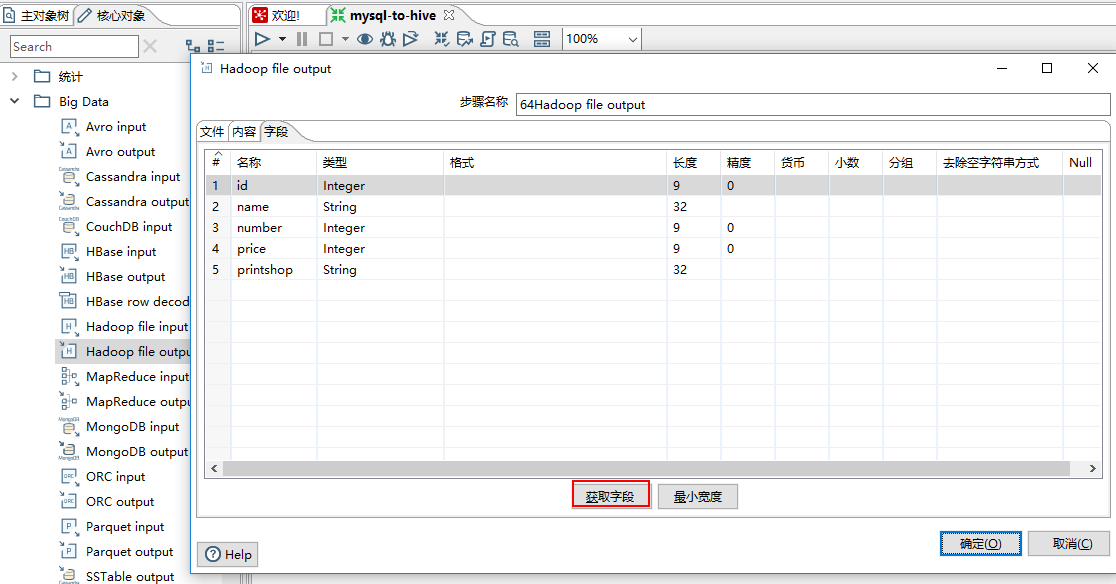 主对象树 核心对象
欢迎! mysql-to-hive
Search
100%
统计
Big Data
Avro input
Avro output
Cassandra input
Cassandra output
CouchDB input
HBase input
HBase output
HBase row decod
Hadoop file input
Hadoop file outpu
MapReduce input
MapReduce outpu
MongoDB input
MongoDB output
ORC input
ORC output
Parquet input
Parquet output
SSTable output
Hadoop file output
步骤名称 64Hadoop file output
文件 内容 字段
# 名称 类型 格式 长度 精度 货币 小数 分组 去除空字符串方式 Null
1 id Integer 9 0
2 name String 32
3 number Integer 9 0
4 price Integer 9 0
5 printshop String 32
获取字段 最小宽度
Help 确定(O) 取消(C)